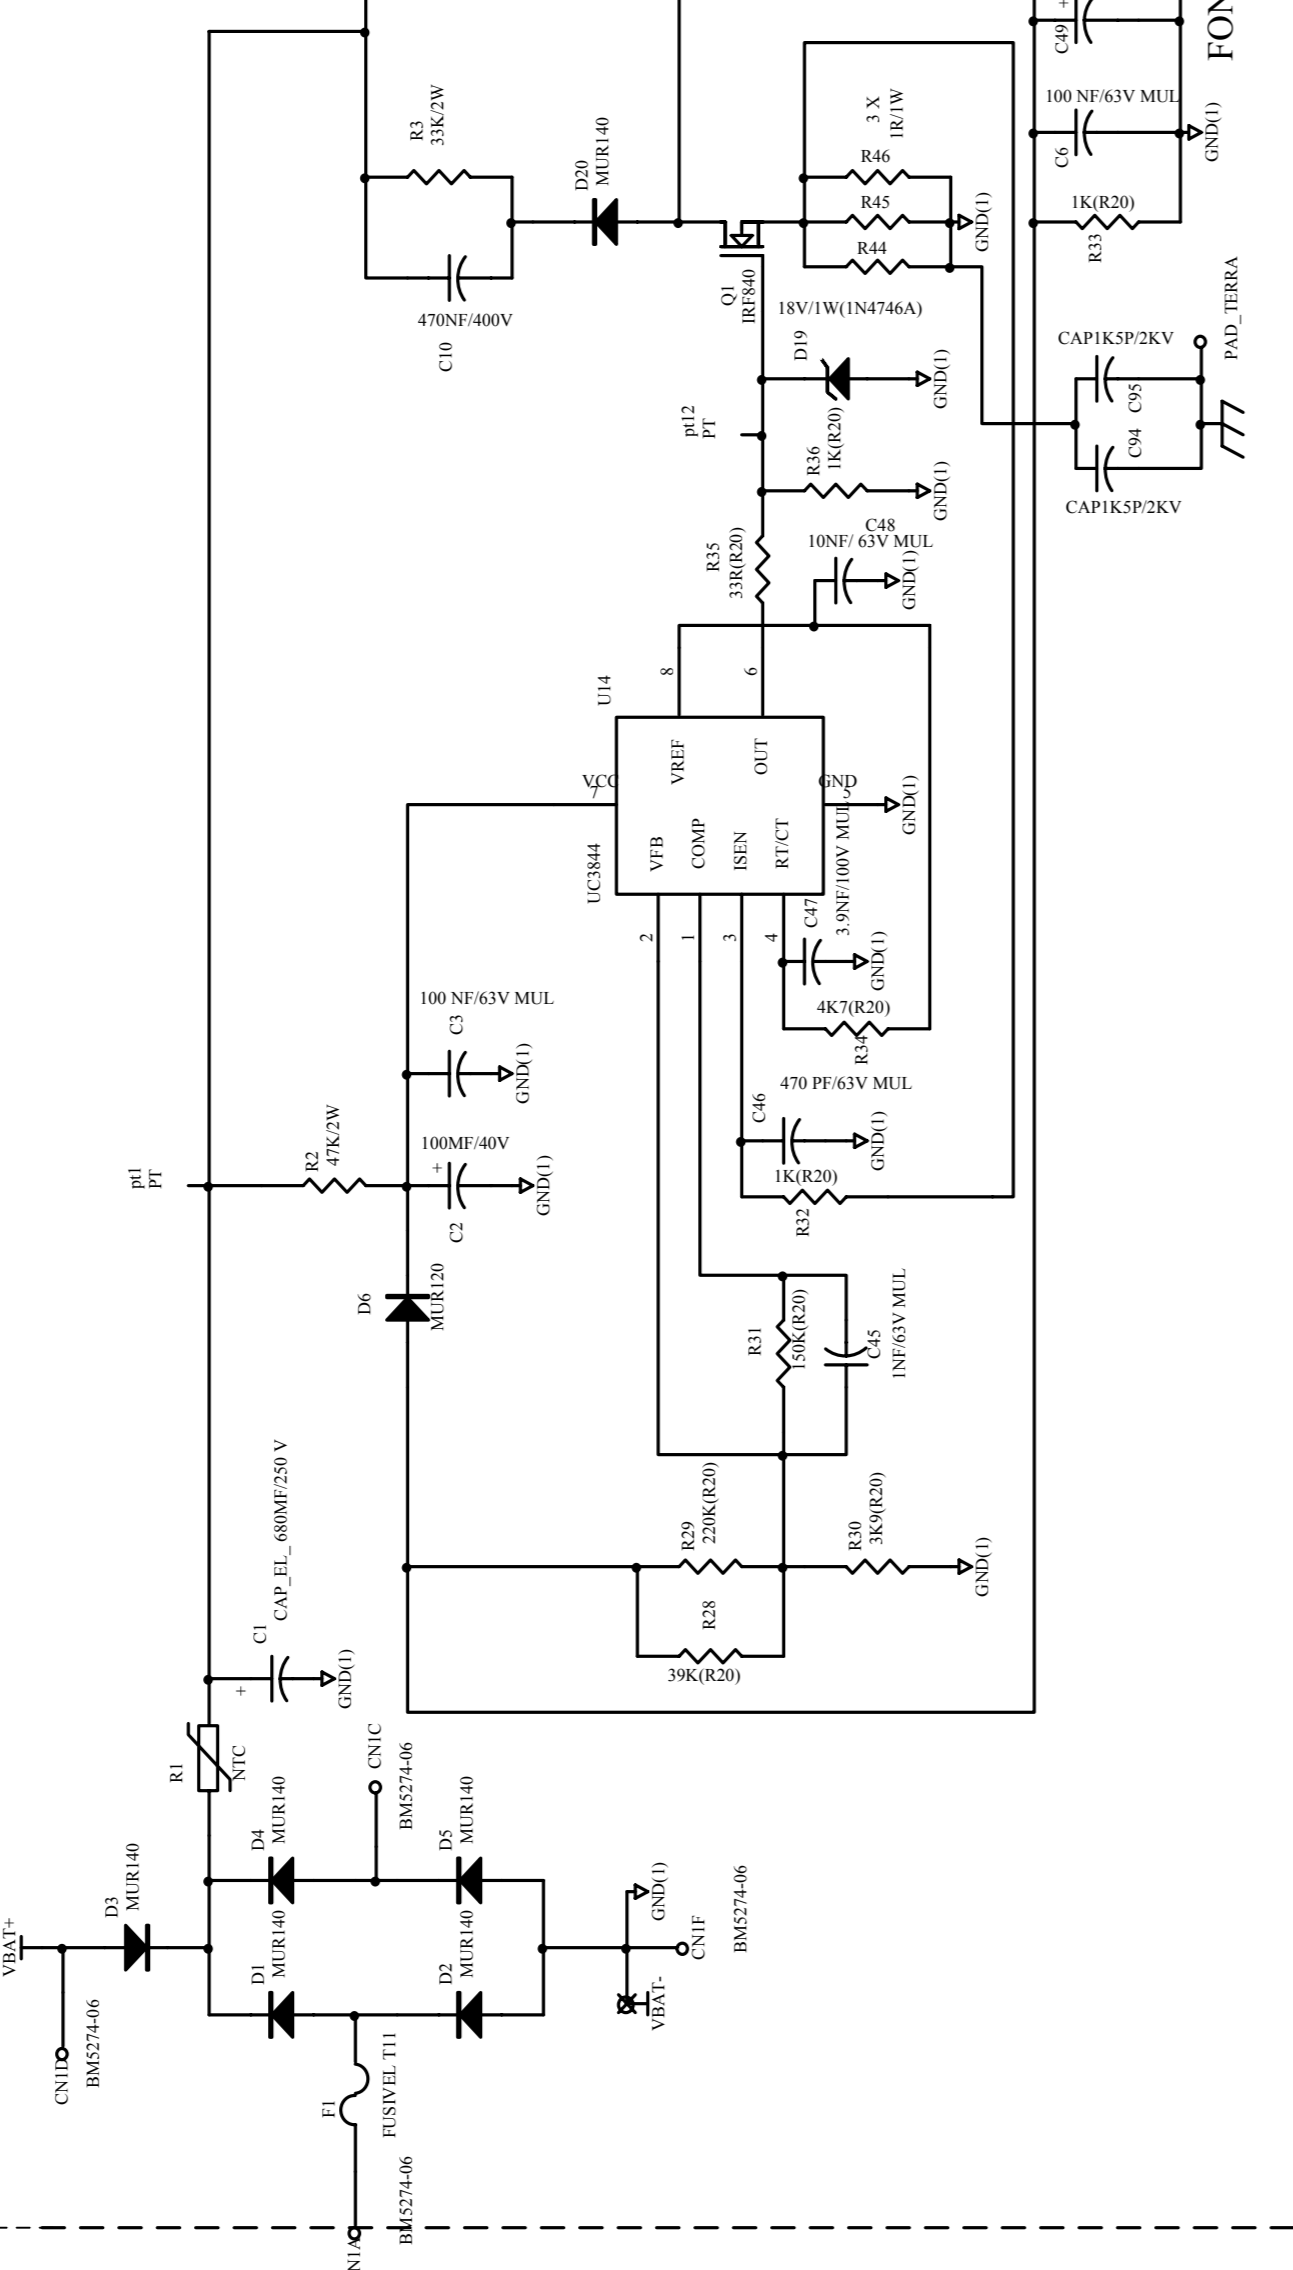 C49
+
FON
R3
33K/2W
100 NF/63V MUL
3 X
1R/1W
C6
GND(1)
D20
MUR140
R46
R45
R44
GND(1)
1K(R20)
R33
470NF/400V
C10
Q1
IRF840
18V/1W(1N4746A)
D19
GND(1)
CAP1K5P/2KV
PAD_TERRA
C95
C94
CAP1K5P/2KV
pt12
PT
R36
1K(R20)
GND(1)
R35
33R(R20)
C48
10NF/ 63V MUL
GND(1)
8
6
U14
VREF
OUT
VCC
7
GND
5
GND(1)
UC3844
VFB
COMP
ISEN
RT/CT
2
1
3
4
C47
3.9NF/100V MUL
GND(1)
4K7(R20)
R34
100 NF/63V MUL
C3
GND(1)
470 PF/63V MUL
C46
GND(1)
1K(R20)
R32
pt1
PT
R2
47K/2W
100MF/40V
+
C2
GND(1)
D6
MUR120
R31
150K(R20)
C45
1NF/63V MUL
C1
CAP_EL_ 680MF/250 V
+
GND(1)
R29
220K(R20)
R30
3K9(R20)
GND(1)
R28
39K(R20)
R1
NTC
CN1C
BM5274-06
D4
MUR140
D5
MUR140
VBAT+
D3
MUR140
CN1D
BM5274-06
D1
MUR140
D2
MUR140
GND(1)
CN1F
BM5274-06
VBAT-
F1
FUSIVEL T11
N1A
BM5274-06